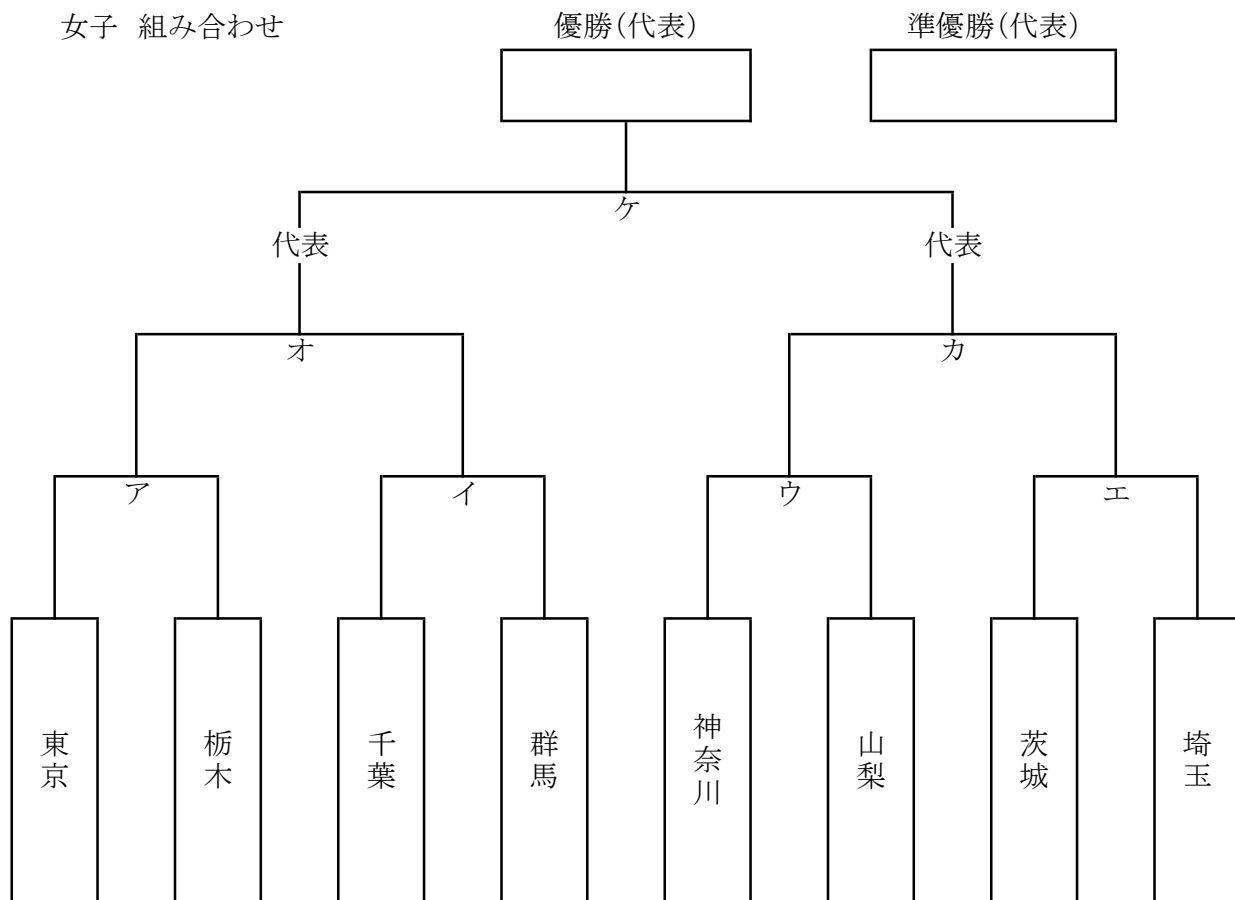 女子 組み合わせ
優勝(代表)
準優勝(代表)
ケ
代表
代表
オ
カ
ア
イ
ウ
エ
東京
栃木
千葉
群馬
神奈川
山梨
茨城
埼玉